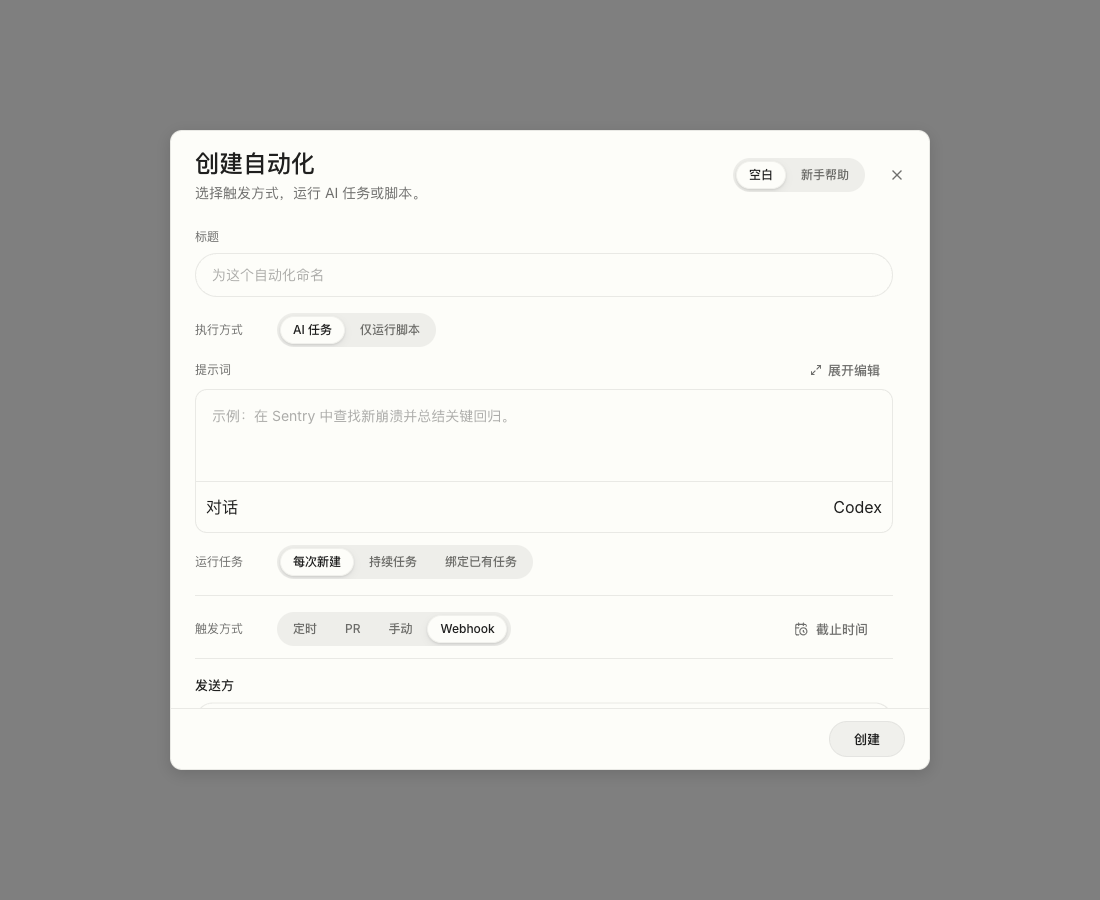 创建自动化
选择触发方式，运行 AI 任务或脚本。
空白 新手帮助
标题
为这个自动化命名
执行方式 AI 任务 仅运行脚本
提示词 展开编辑
示例：在 Sentry 中查找新崩溃并总结关键回归。
对话 Codex
运行任务 每次新建 持续任务 绑定已有任务
触发方式 定时 PR 手动 Webhook 截止时间
发送方
创建